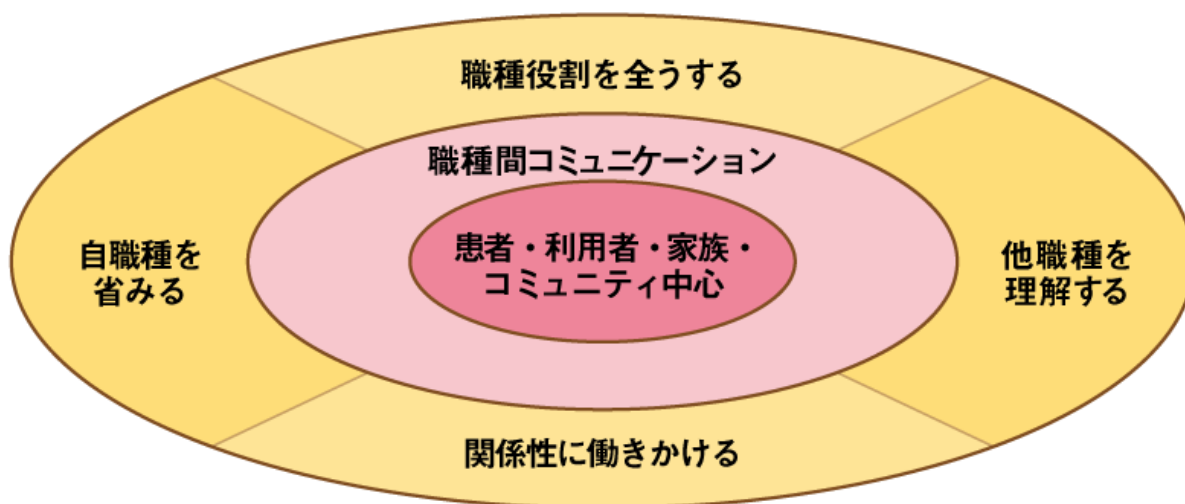 職種役割を全うする
職種間コミュニケーション
患者・利用者・家族・
コミュニティ中心
自職種を
省みる
他職種を
理解する
関係性に働きかける